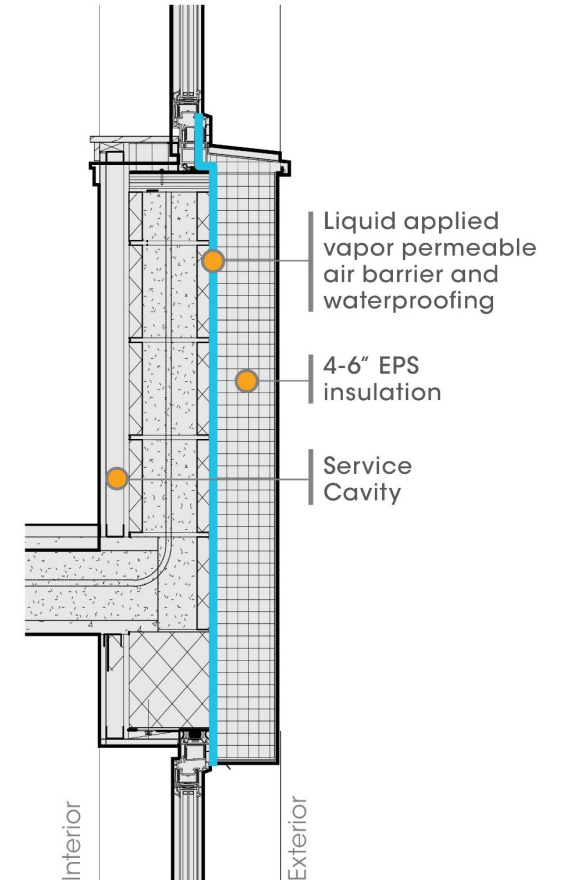 Liquid applied
vapor permeable
air barrier and
waterproofing
4-6” EPS
insulation
Service
Cavity
Interior
Exterior